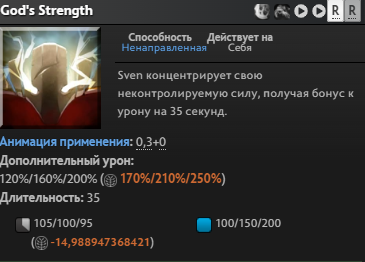 God's Strength R R
Способность Действует на
Ненаправленная Себя
Sven концентрирует свою
неконтролируемую силу, получая бонус к
урону на 35 секунд.
Анимация применения: 0,3+0
Дополнительный урон:
120%/160%/200% (170%/210%/250%)
Длительность: 35
105/100/95 100/150/200
(-14,988947368421)